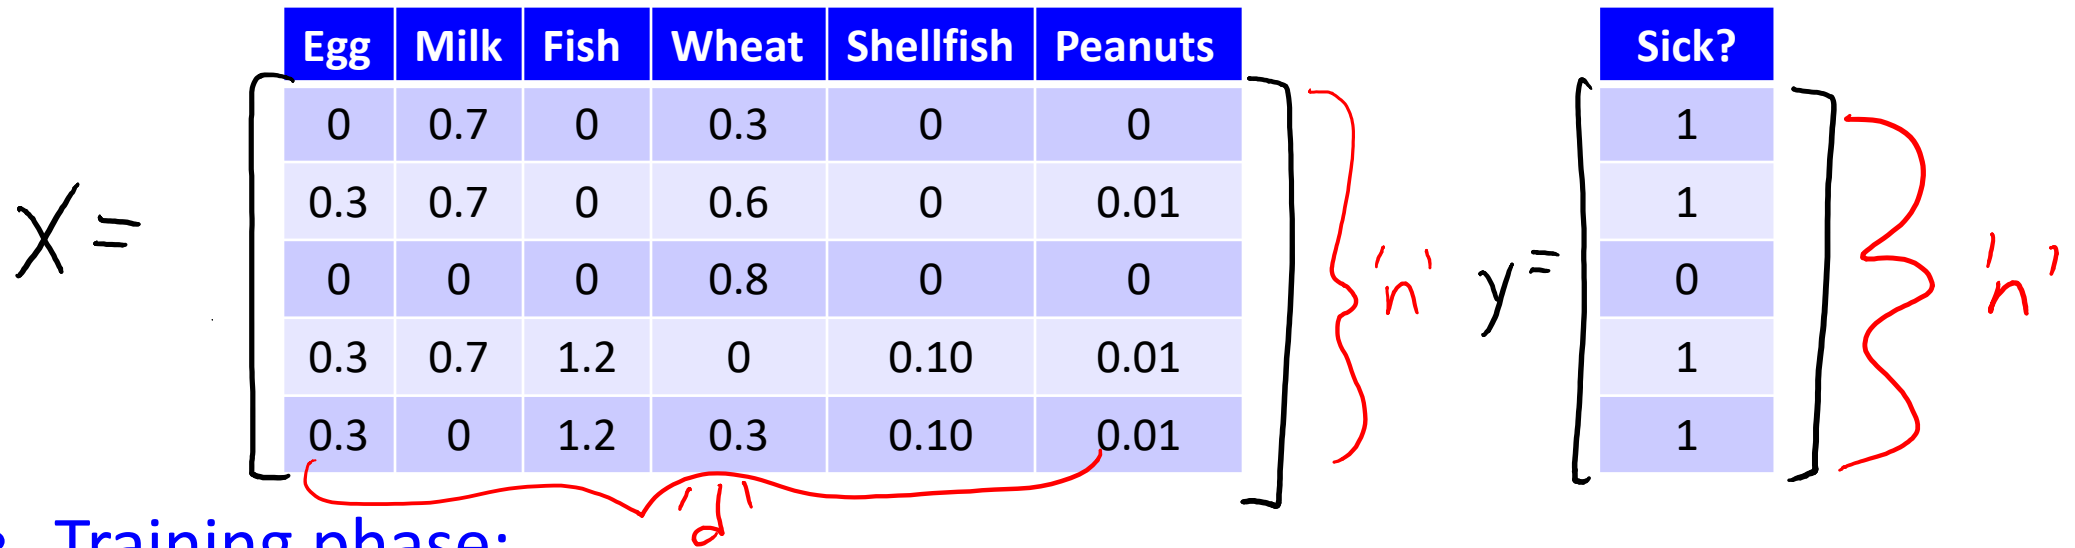 Egg Milk Fish Wheat Shellfish Peanuts Sick?
0 0.7 0 0.3 0 0 1
0.3 0.7 0 0.6 0 0.01 1
X = 0 0 0 0.8 0 0 'n' y = 0 'n'
0.3 0.7 1.2 0 0.10 0.01 1
0.3 0 1.2 0.3 0.10 0.01 1
'd'
Training phase: